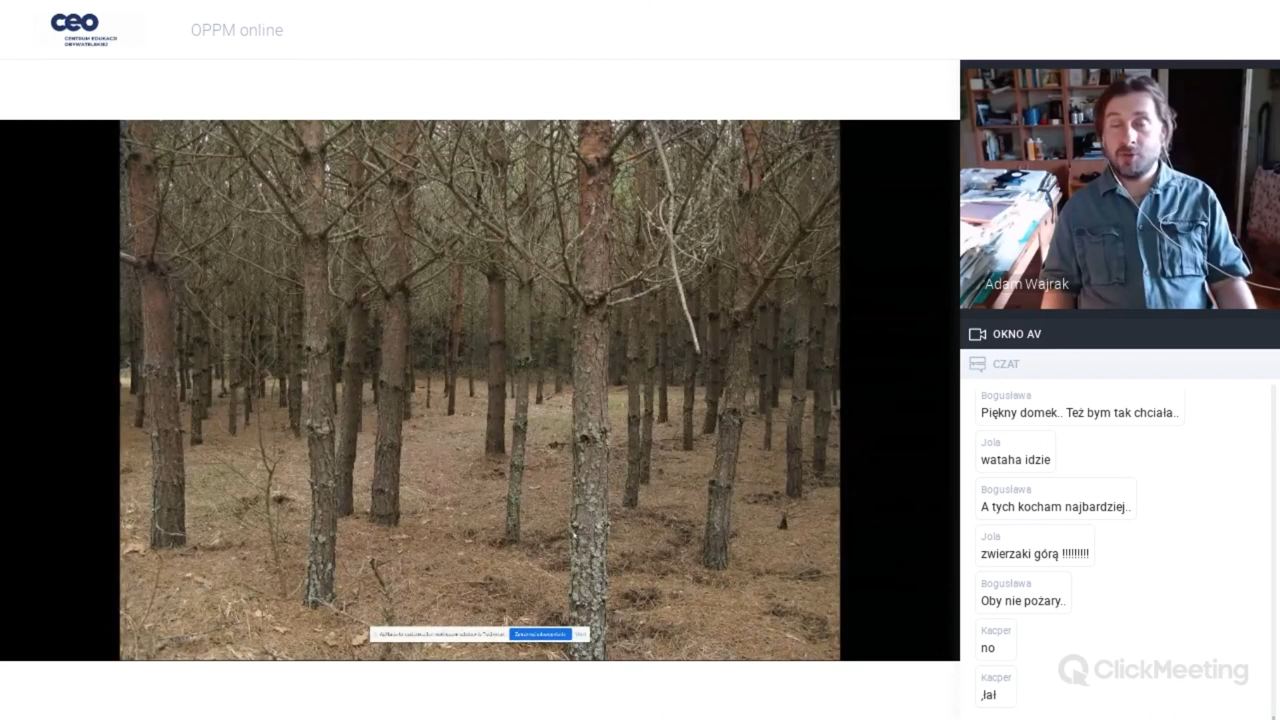 ceo
CENTRUM EDUKACJI
OBYWATELSKIEJ
OPPM online
Adam Wajrak
OKNO AV
CZAT
Bogusława
Piękny domek.. Też bym tak chciała..
Jola
wataha idzie
Bogusława
A tych kocham najbardziej..
Jola
zwierzaki górą !!!!!!!!!
Bogusława
Oby nie pożary..
Kacper
no
Kacper
,łał
ClickMeeting